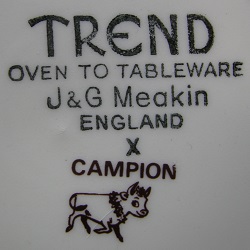 TREND
OVEN TO TABLEWARE
J&G Meakin
ENGLAND
X
CAMPION